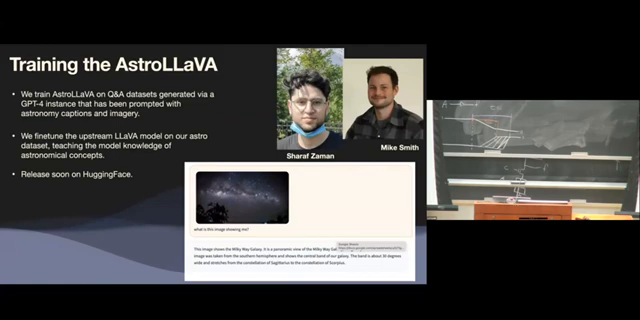 Training the AstroLLaVA
• We train AstroLLaVA on Q&A datasets generated via a
GPT-4 instance that has been prompted with
astronomy captions and imagery.
• We finetune the upstream LLaVA model on our astro
dataset, teaching the model knowledge of
astronomical concepts.
• Release soon on HuggingFace.
Sharaf Zaman
Mike Smith
what is this image showing me?
This image shows the Milky Way Galaxy. It is a panoramic view of the Milky Way
image was taken from the southern hemisphere and shows the central band of our galaxy. The band is about 30 degrees
wide and stretches from the constellation of Sagittarius to the constellation of Scorpius.